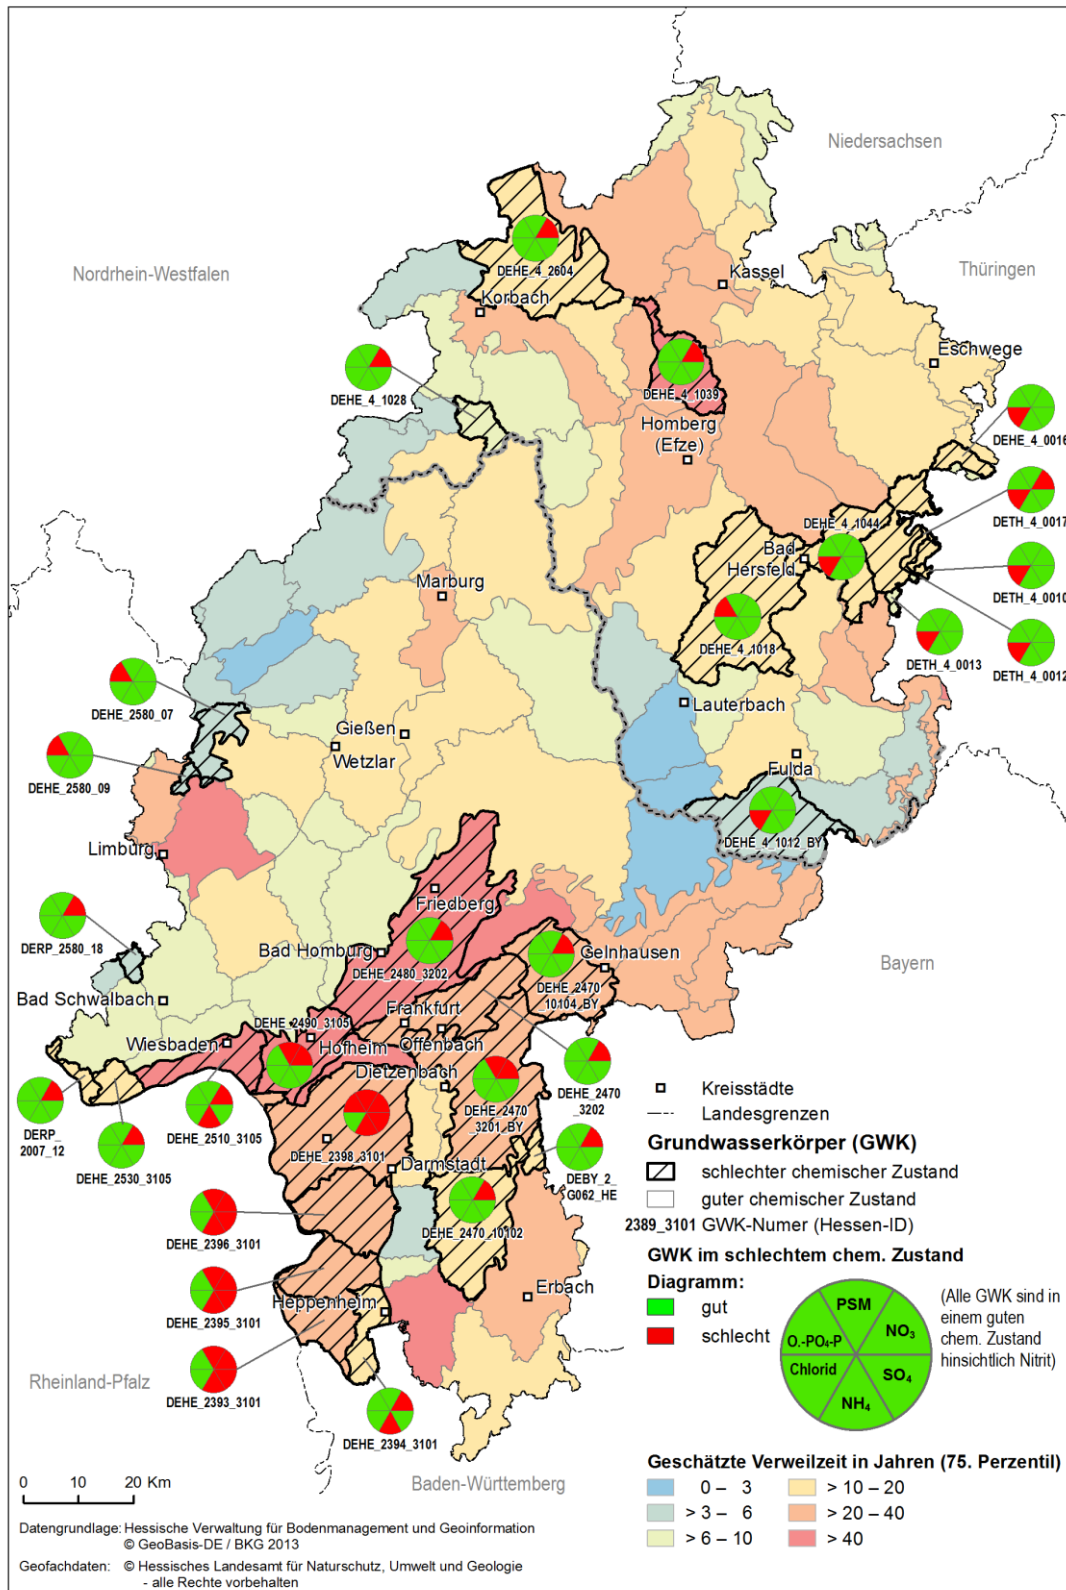 Niedersachsen
Nordrhein-Westfalen
Thüringen
DEHE_4_2604
Kassel
Korbach
Eschwege
DEHE_4_1028
DEHE_4_1039
Homberg
(Efze)
DEHE_4_0016
DETH_4_0017
DEHE_4_1044
Bad
Hersfeld
DETH_4_0010
Marburg
DETH_4_0013
DETH_4_0012
DEHE_4_1018
DEHE_2580_07
Lauterbach
Gießen
Wetzlar
Fulda
DEHE_2580_09
DEHE_4_1012_BY
Limburg
Friedberg
DERP_2580_18
Bad Homburg
DEHE_2480_3202
Gelnhausen
DEHE_2470
_10104_BY
Bayern
Bad Schwalbach
Frankfurt
DEHE_2490_3105
Wiesbaden
Hofheim
Offenbach
Dietzenbach
DEHE_2470
_3202
DEHE_2470
_3201_BY
DERP_
2007_12
DEHE_2510_3105
DEHE_2530_3105
DEHE_2398_3101
DEBY_2_
G062_HE
Darmstadt
DEHE_2396_3101
DEHE_2470_10102
DEHE_2395_3101
Heppenheim
Erbach
Rheinland-Pfalz
DEHE_2393_3101
DEHE_2394_3101
Baden-Württemberg
Kreisstädte
Landesgrenzen
Grundwasserkörper (GWK)
schlechter chemischer Zustand
guter chemischer Zustand
2389_3101 GWK-Numer (Hessen-ID)
GWK im schlechtem chem. Zustand
Diagramm:
gut
schlecht
PSM
NO₃
O.-PO₄-P
Chlorid
SO₄
NH₄
(Alle GWK sind in
einem guten
chem. Zustand
hinsichtlich Nitrit)
Geschätzte Verweilzeit in Jahren (75. Perzentil)
0 – 3
> 3 – 6
> 6 – 10
> 10 – 20
> 20 – 40
> 40
0 10 20 Km
Datengrundlage: Hessische Verwaltung für Bodenmanagement und Geoinformation
© GeoBasis-DE / BKG 2013
Geofachdaten: © Hessisches Landesamt für Naturschutz, Umwelt und Geologie
- alle Rechte vorbehalten